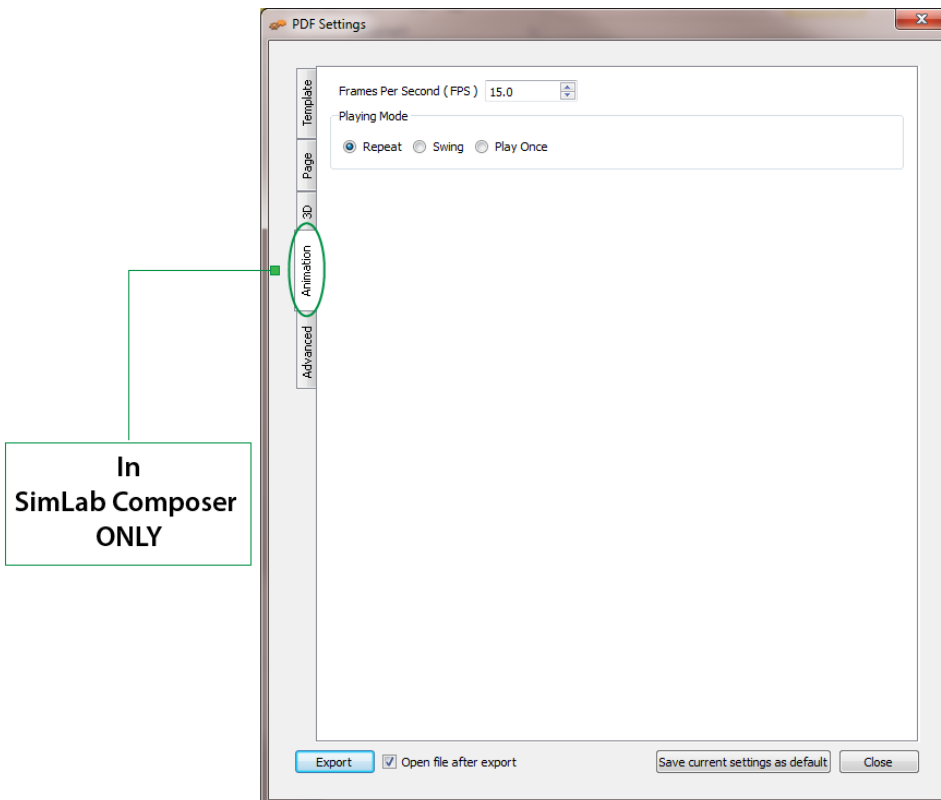 PDF Settings
Template
Page
3D
Animation
Advanced
Frames Per Second ( FPS ) 15.0
Playing Mode
Repeat Swing Play Once
In
SimLab Composer
ONLY
Export Open file after export Save current settings as default Close